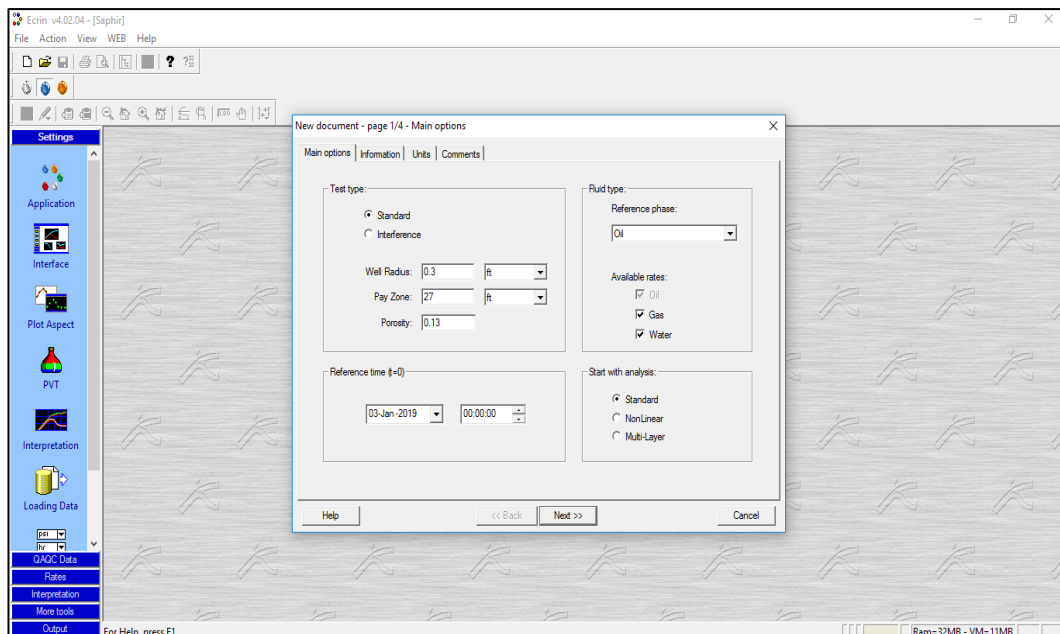 Ecrin v4.02.04 - [Saphir]
File Action View WEB Help
Settings
Application
Interface
Plot Aspect
PVT
Interpretation
Loading Data
psi
hr
QAQC Data
Rates
Interpretation
More tools
Output
New document - page 1/4 - Main options
Main options Information Units Comments
Test type:
Standard
Interference
Well Radius: 0.3 ft
Pay Zone: 27 ft
Porosity: 0.13
Fluid type:
Reference phase:
Oil
Available rates:
Oil
Gas
Water
Reference time (t=0)
03-Jan -2019 00:00:00
Start with analysis:
Standard
NonLinear
Multi-Layer
Help << Back Next >> Cancel
For Help, press F1
Ram=32MB - VM=11MB